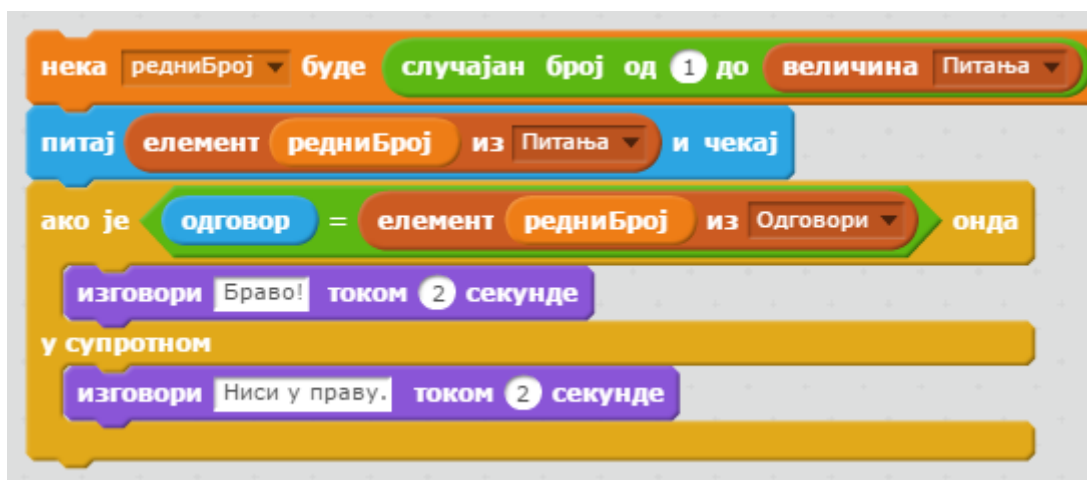 нека редниБрој буде случајан број од 1 до величина Питања
питај елемент редниБрој из Питања и чекај
ако је одговор = елемент редниБрој из Одговори онда
изговори Браво! током 2 секунде
у супротном
изговори Ниси у праву. током 2 секунде